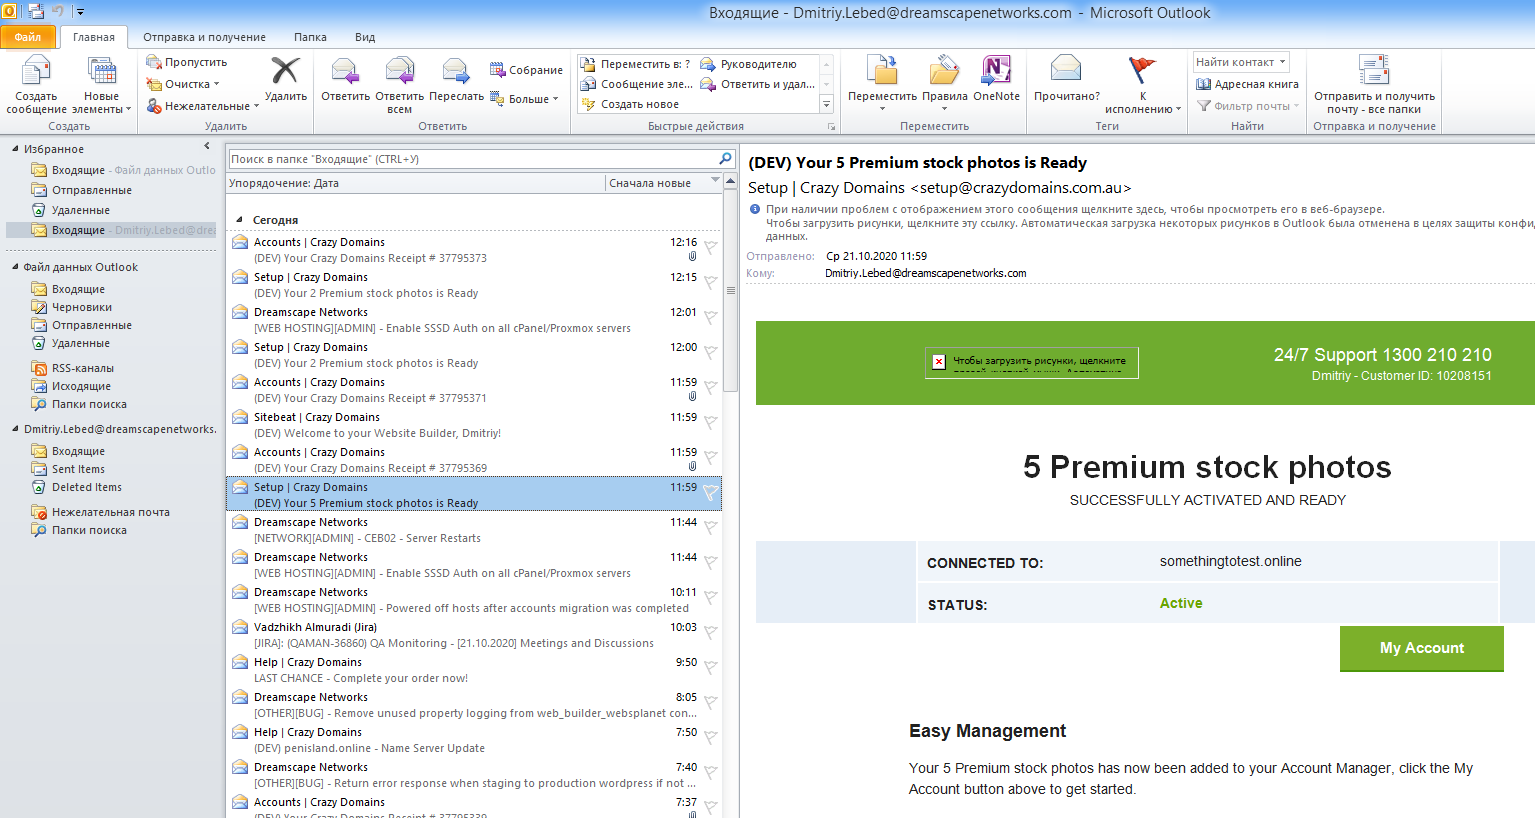 Входящие - Dmitriy.Lebed@dreamscapenetworks.com - Microsoft Outlook
Файл
Главная
Отправка и получение
Папка
Вид
Создать сообщение
Новые элементы
Создать
Пропустить
Очистка
Нежелательные
Удалить
Удалить
Ответить
Ответить всем
Переслать
Собрание
Больше
Ответить
Переместить в: ?
Сообщение эле...
Создать новое
Руководителю
Ответить и удал...
Быстрые действия
Переместить
Правила
OneNote
Переместить
Прочитано?
К исполнению
Теги
Найти контакт
Адресная книга
Фильтр почты
Найти
Отправить и получить
почту - все папки
Отправка и получение
Избранное
Входящие - Файл данных Outlo
Отправленные
Удаленные
Входящие - Dmitriy.Lebed@drea
Файл данных Outlook
Входящие
Черновики
Отправленные
Удаленные
RSS-каналы
Исходящие
Папки поиска
Dmitriy.Lebed@dreamscapenetworks.
Входящие
Sent Items
Deleted Items
Нежелательная почта
Папки поиска
Поиск в папке "Входящие" (CTRL+У)
Упорядочение: Дата
Сначала новые
Сегодня
Accounts | Crazy Domains 12:16
(DEV) Your Crazy Domains Receipt # 37795373
Setup | Crazy Domains 12:15
(DEV) Your 2 Premium stock photos is Ready
Dreamscape Networks 12:01
[WEB HOSTING][ADMIN] - Enable SSSD Auth on all cPanel/Proxmox servers
Setup | Crazy Domains 12:00
(DEV) Your 2 Premium stock photos is Ready
Accounts | Crazy Domains 11:59
(DEV) Your Crazy Domains Receipt # 37795371
Sitebeat | Crazy Domains 11:59
(DEV) Welcome to your Website Builder, Dmitriy!
Accounts | Crazy Domains 11:59
(DEV) Your Crazy Domains Receipt # 37795369
Setup | Crazy Domains 11:59
(DEV) Your 5 Premium stock photos is Ready
Dreamscape Networks 11:44
[NETWORK][ADMIN] - CEB02 - Server Restarts
Dreamscape Networks 11:44
[WEB HOSTING][ADMIN] - Enable SSSD Auth on all cPanel/Proxmox servers
Dreamscape Networks 10:11
[WEB HOSTING][ADMIN] - Powered off hosts after accounts migration was completed
Vadzhikh Almuradi (Jira) 10:03
[JIRA]: (QAMAN-36860) QA Monitoring - [21.10.2020] Meetings and Discussions
Help | Crazy Domains 9:50
LAST CHANCE - Complete your order now!
Dreamscape Networks 8:05
[OTHER][BUG] - Remove unused property logging from web_builder_websplanet con...
Help | Crazy Domains 7:50
(DEV) penisland.online - Name Server Update
Dreamscape Networks 7:40
[OTHER][BUG] - Return error response when staging to production wordpress if not ...
Accounts | Crazy Domains 7:37
(DEV) Your Crazy Domains Receipt #
(DEV) Your 5 Premium stock photos is Ready
Setup | Crazy Domains <setup@crazydomains.com.au>
При наличии проблем с отображением этого сообщения щелкните здесь, чтобы просмотреть его в веб-браузере.
Чтобы загрузить рисунки, щелкните эту ссылку. Автоматическая загрузка некоторых рисунков в Outlook была отменена в целях защиты конфид
данных.
Отправлено: Ср 21.10.2020 11:59
Кому: Dmitriy.Lebed@dreamscapenetworks.com
Чтобы загрузить рисунки, щелкните
24/7 Support 1300 210 210
Dmitriy - Customer ID: 10208151
5 Premium stock photos
SUCCESSFULLY ACTIVATED AND READY
CONNECTED TO: somethingtotest.online
STATUS: Active
My Account
Easy Management
Your 5 Premium stock photos has now been added to your Account Manager, click the My
Account button above to get started.